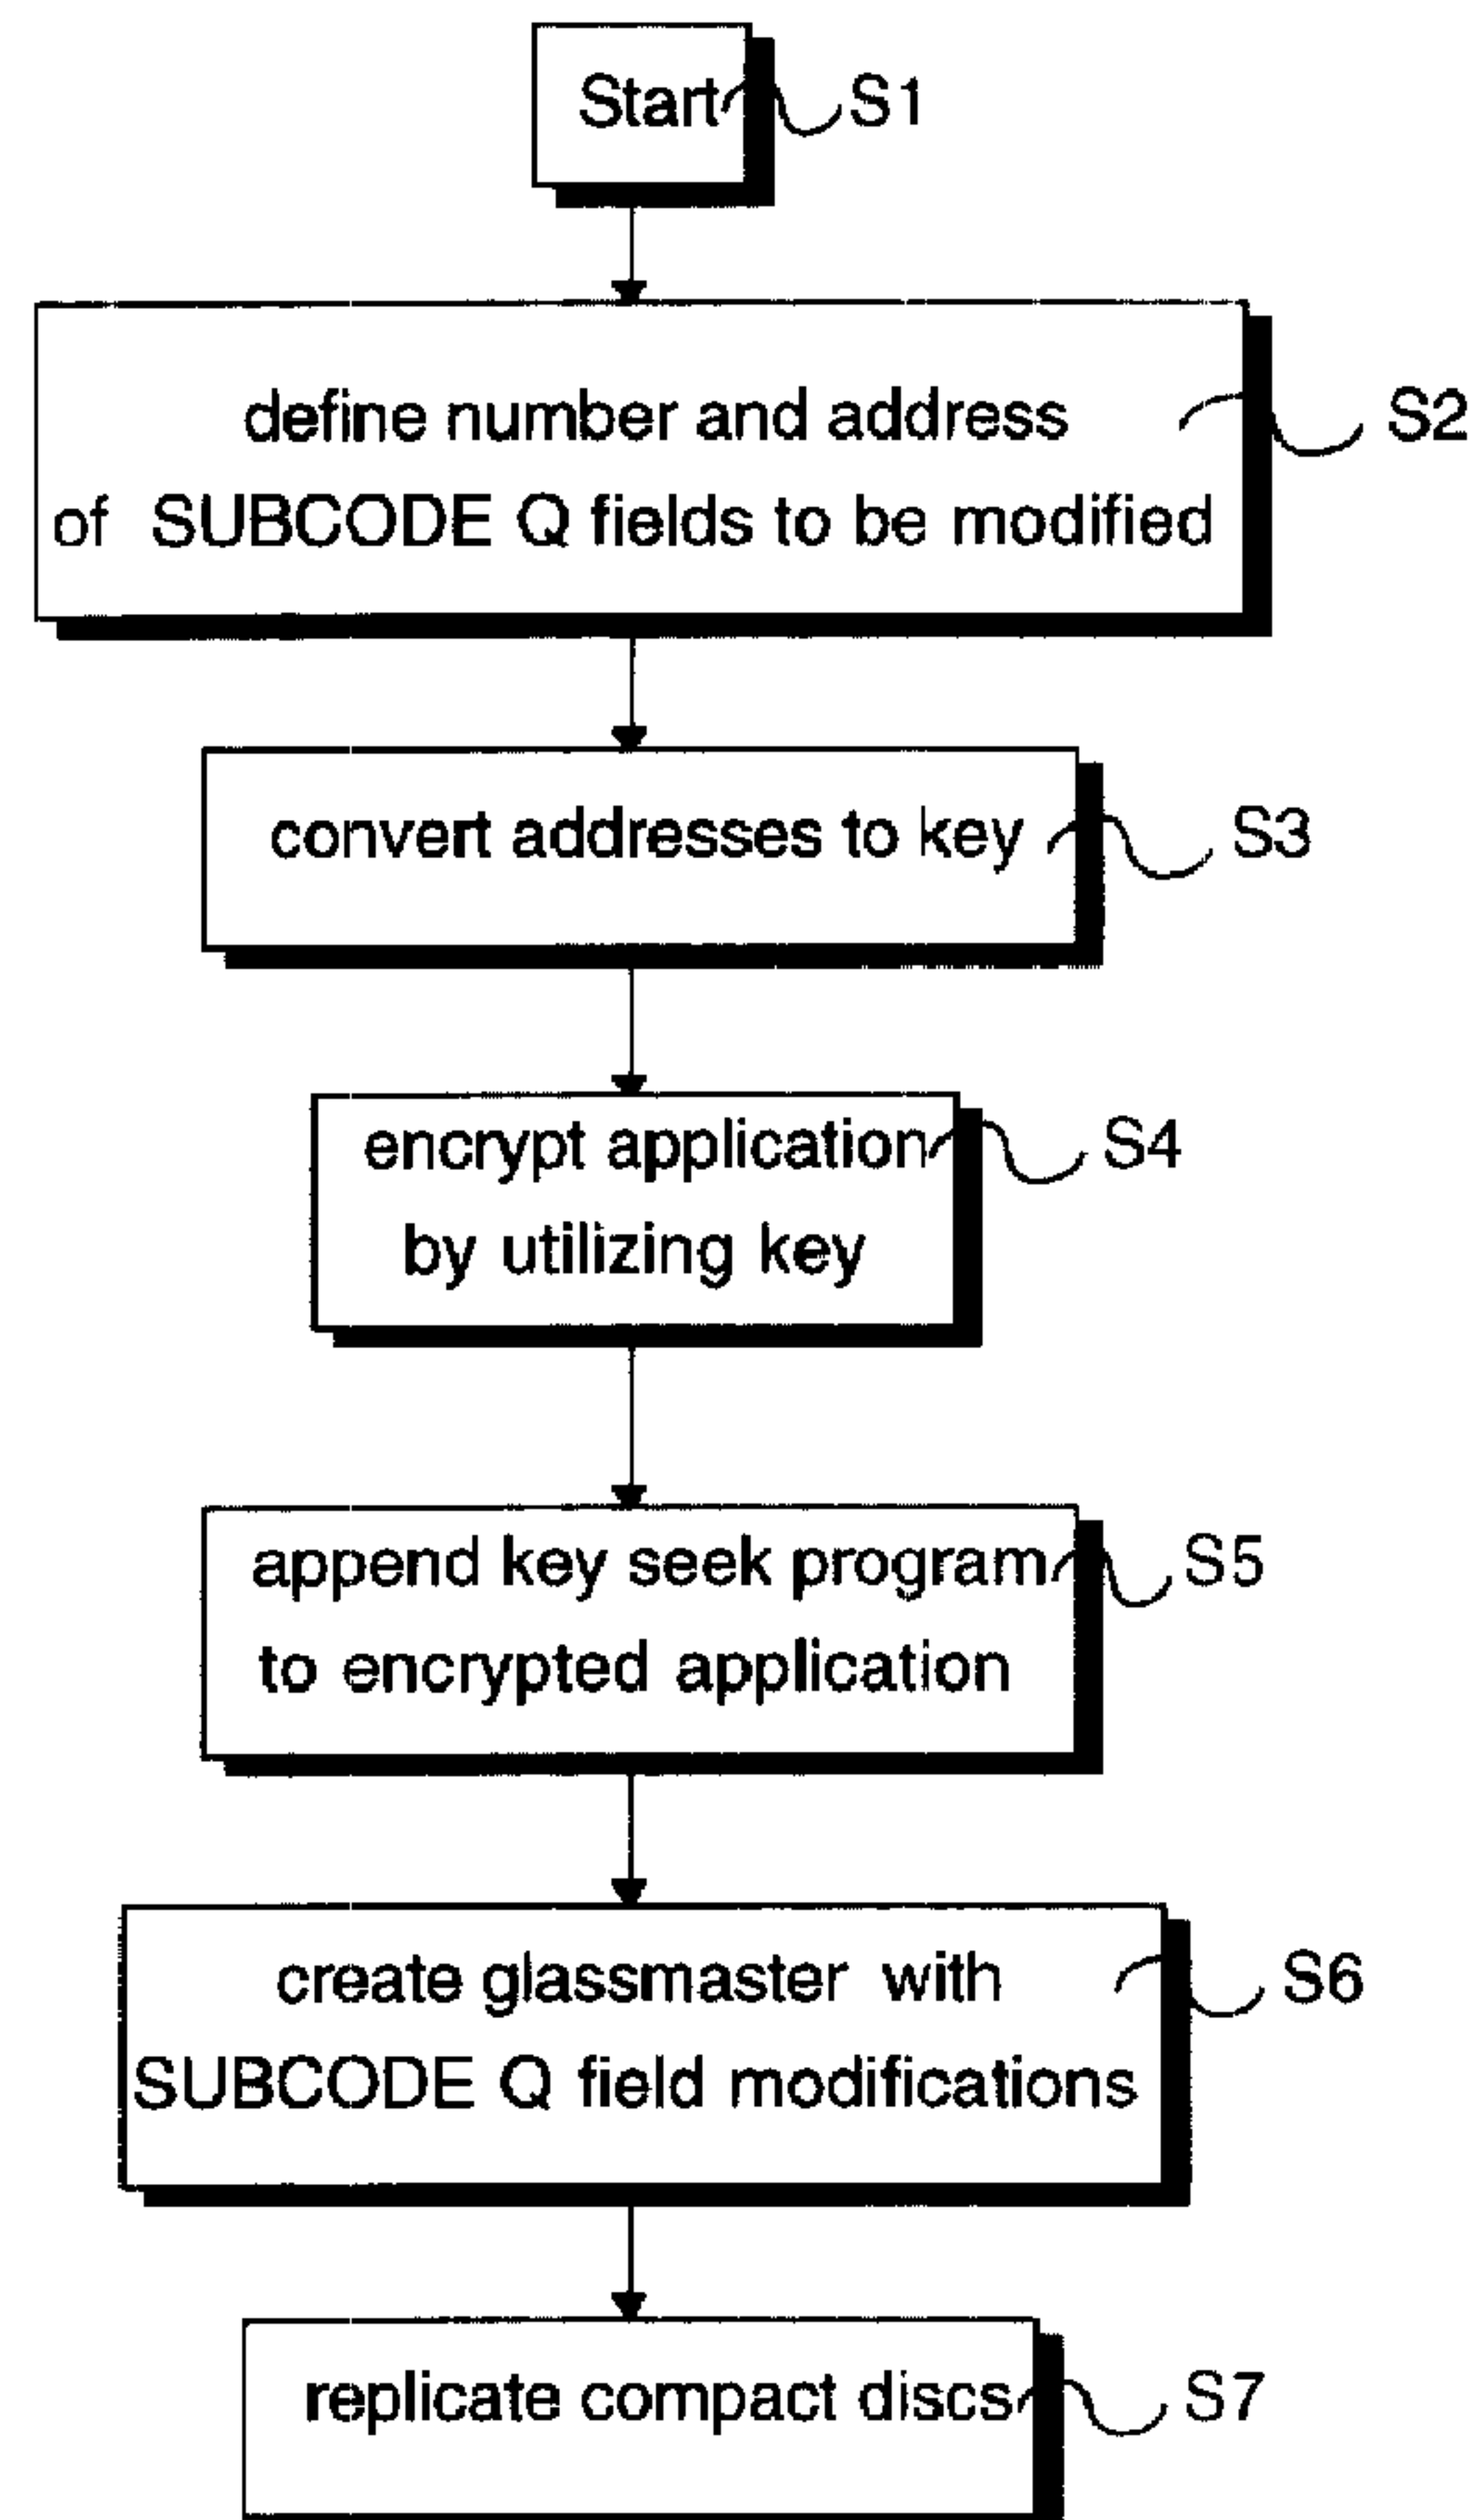 Start S1
define number and address S2
of SUBCODE Q fields to be modified
convert addresses to key S3
encrypt application S4
by utilizing key
append key seek program S5
to encrypted application
create glassmaster with S6
SUBCODE Q field modifications
replicate compact discs S7